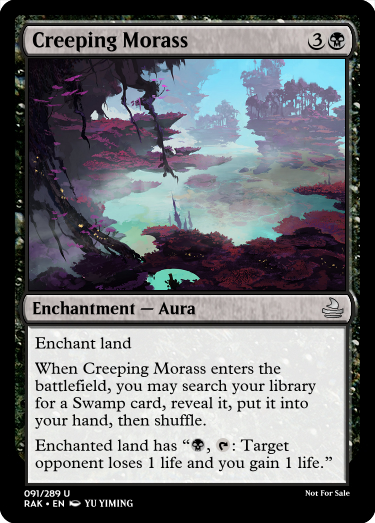 Creeping Morass 3
Enchantment — Aura
Enchant land
When Creeping Morass enters the
battlefield, you may search your library
for a Swamp card, reveal it, put it into
your hand, then shuffle.
Enchanted land has “, : Target
opponent loses 1 life and you gain 1 life.”
091/289 U
RAK • EN YU YIMING
Not For Sale